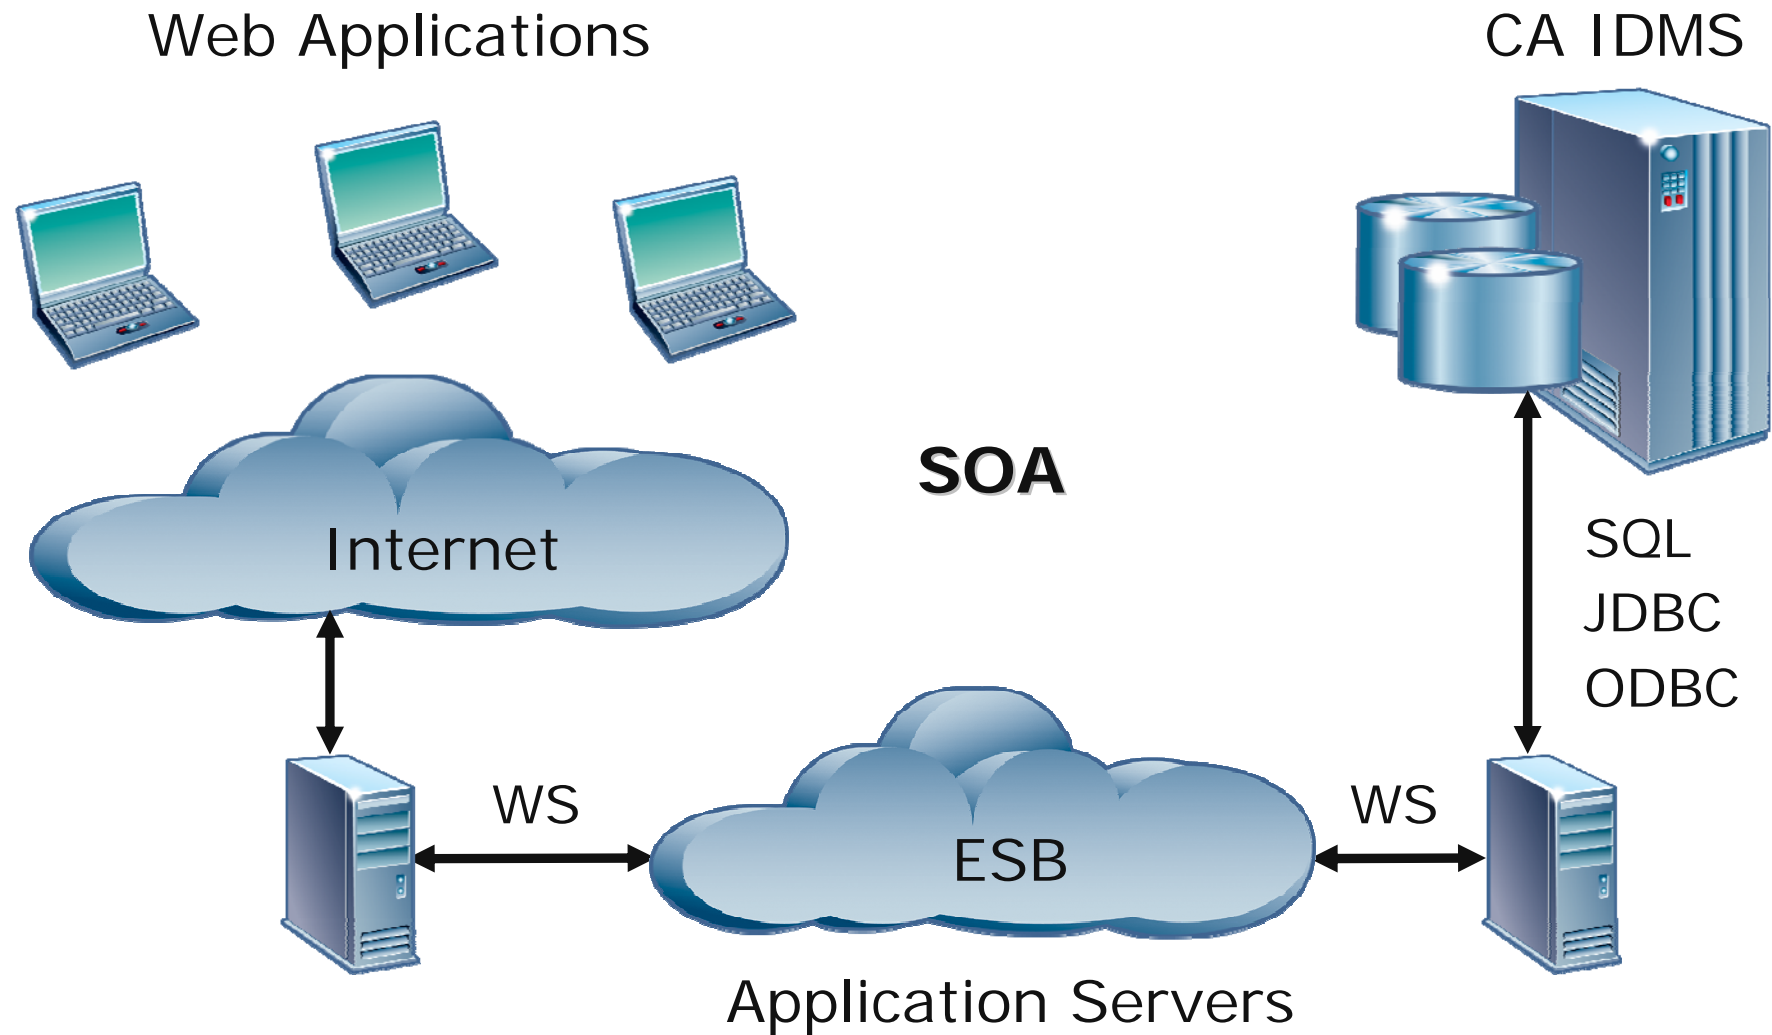 Web Applications
CA IDMS
SOA
Internet
SQL
JDBC
ODBC
WS
ESB
WS
Application Servers